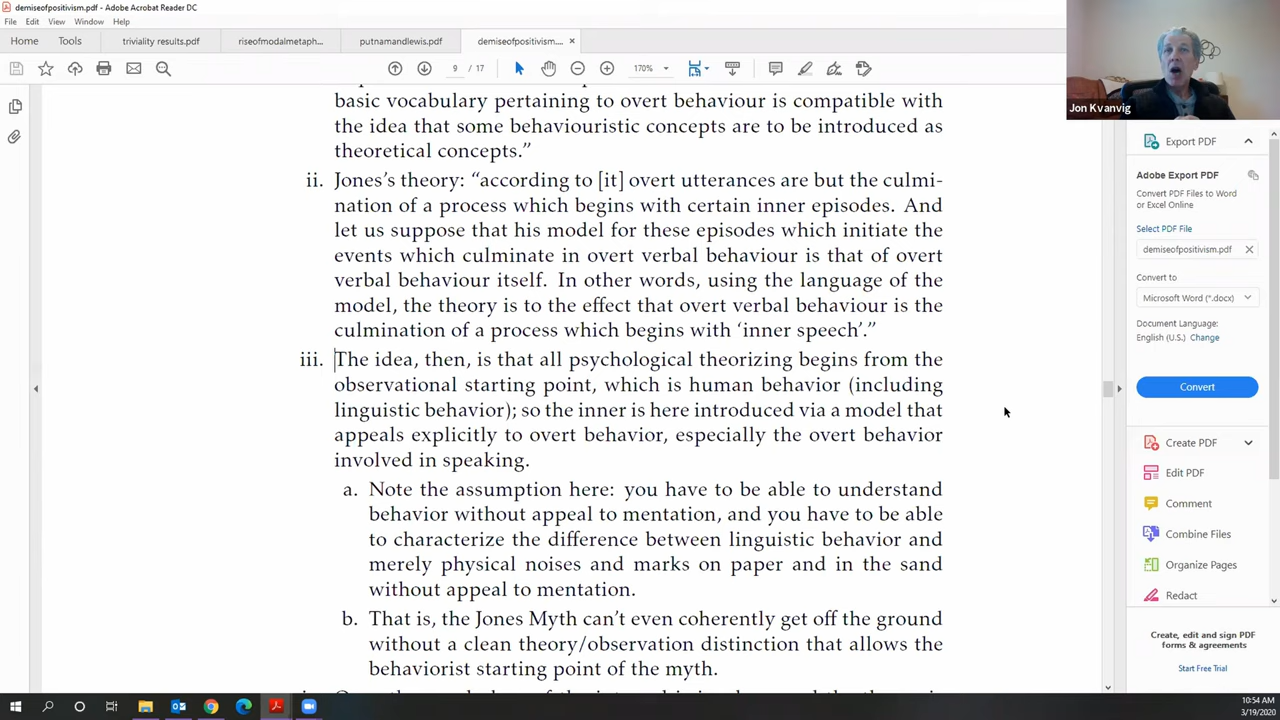 demiseofpositivism.pdf - Adobe Acrobat Reader DC
File Edit View Window Help
Home Tools triviality results.pdf riseofmodalmetaph... putnamandlewis.pdf demiseofpositivism.... ×
9 / 17 170%
Jon Kvanvig
basic vocabulary pertaining to overt behaviour is compatible with
the idea that some behaviouristic concepts are to be introduced as
theoretical concepts.”
ii. Jones’s theory: “according to [it] overt utterances are but the culmi-
nation of a process which begins with certain inner episodes. And
let us suppose that his model for these episodes which initiate the
events which culminate in overt verbal behaviour is that of overt
verbal behaviour itself. In other words, using the language of the
model, the theory is to the effect that overt verbal behaviour is the
culmination of a process which begins with ‘inner speech’.”
iii. The idea, then, is that all psychological theorizing begins from the
observational starting point, which is human behavior (including
linguistic behavior); so the inner is here introduced via a model that
appeals explicitly to overt behavior, especially the overt behavior
involved in speaking.
a. Note the assumption here: you have to be able to understand
behavior without appeal to mentation, and you have to be able
to characterize the difference between linguistic behavior and
merely physical noises and marks on paper and in the sand
without appeal to mentation.
b. That is, the Jones Myth can’t even coherently get off the ground
without a clean theory/observation distinction that allows the
behaviorist starting point of the myth.
Export PDF
Adobe Export PDF
Convert PDF Files to Word
or Excel Online
Select PDF File
demiseofpositivism.pdf
Convert to
Microsoft Word (*.docx)
Document Language:
English (U.S.) Change
Convert
Create PDF
Edit PDF
Comment
Combine Files
Organize Pages
Redact
Create, edit and sign PDF
forms & agreements
Start Free Trial
10:54 AM
3/19/2020